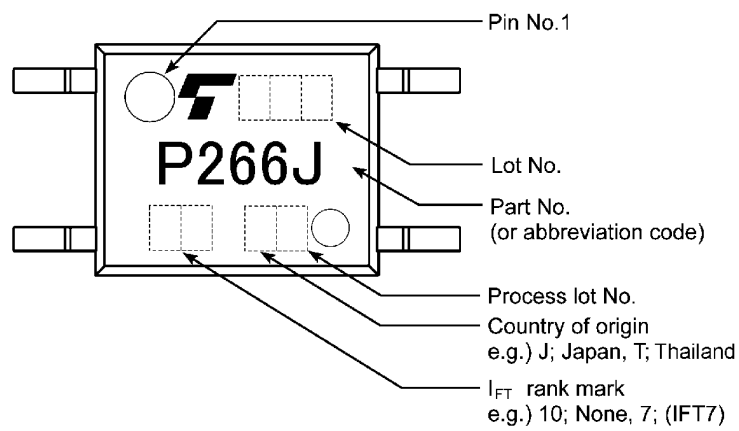 Pin No.1
Lot No.
P266J
Part No.
(or abbreviation code)
Process lot No.
Country of origin
e.g.) J; Japan, T; Thailand
IFT rank mark
e.g.) 10; None, 7; (IFT7)